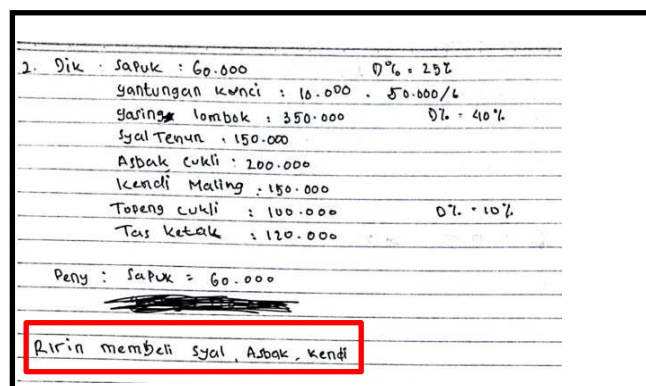 2. Dik : Sapuk : 60.000 D% = 25%
gantungan kunci : 10.000 . 50.000/6
gasing lombok : 350.000 D% = 40%
Syal Tenun : 150.000
Asbak cukli : 200.000
Kendi Maling : 150.000
Topeng cukli : 100.000 D% = 10%
Tas ketak : 120.000
Peny : Sapuk = 60.000
Ririn membeli syal, Asbak, kendi